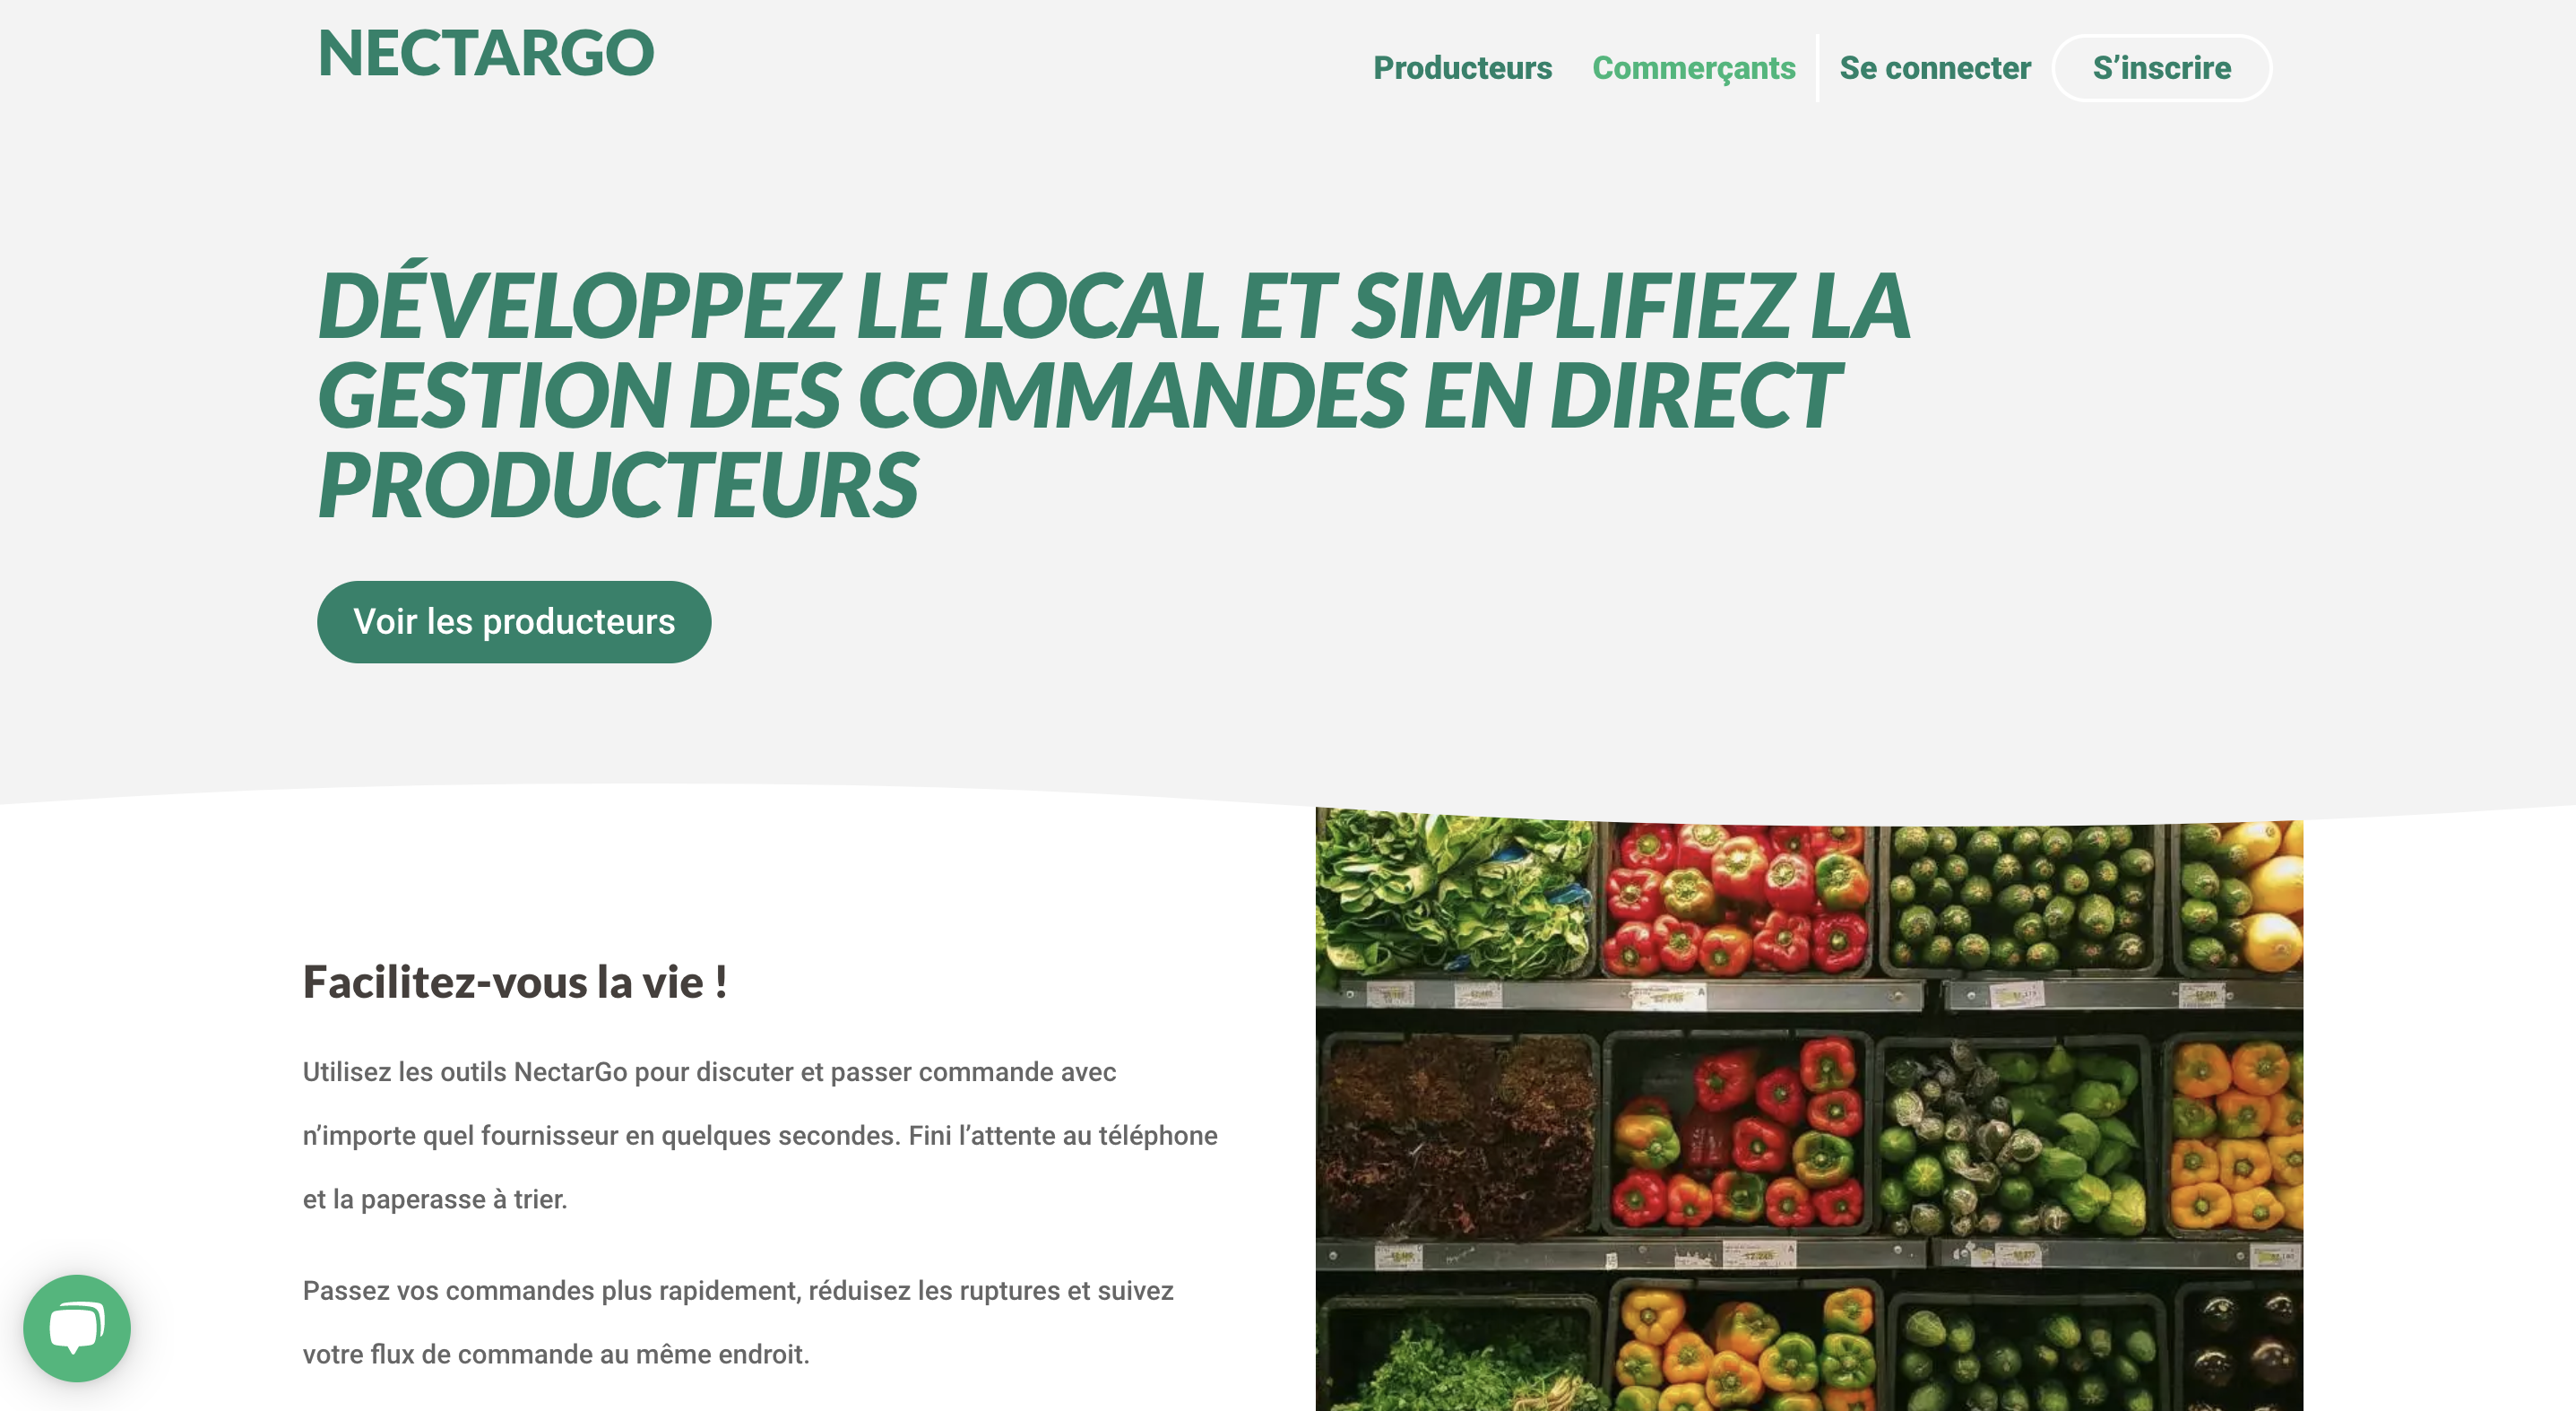 NECTARGO
Producteurs
Commerçants
Se connecter
S’inscrire
DÉVELOPPEZ LE LOCAL ET SIMPLIFIEZ LA
GESTION DES COMMANDES EN DIRECT
PRODUCTEURS
Voir les producteurs
Facilitez-vous la vie !
Utilisez les outils NectarGo pour discuter et passer commande avec
n’importe quel fournisseur en quelques secondes. Fini l’attente au téléphone
et la paperasse à trier.
Passez vos commandes plus rapidement, réduisez les ruptures et suivez
votre flux de commande au même endroit.